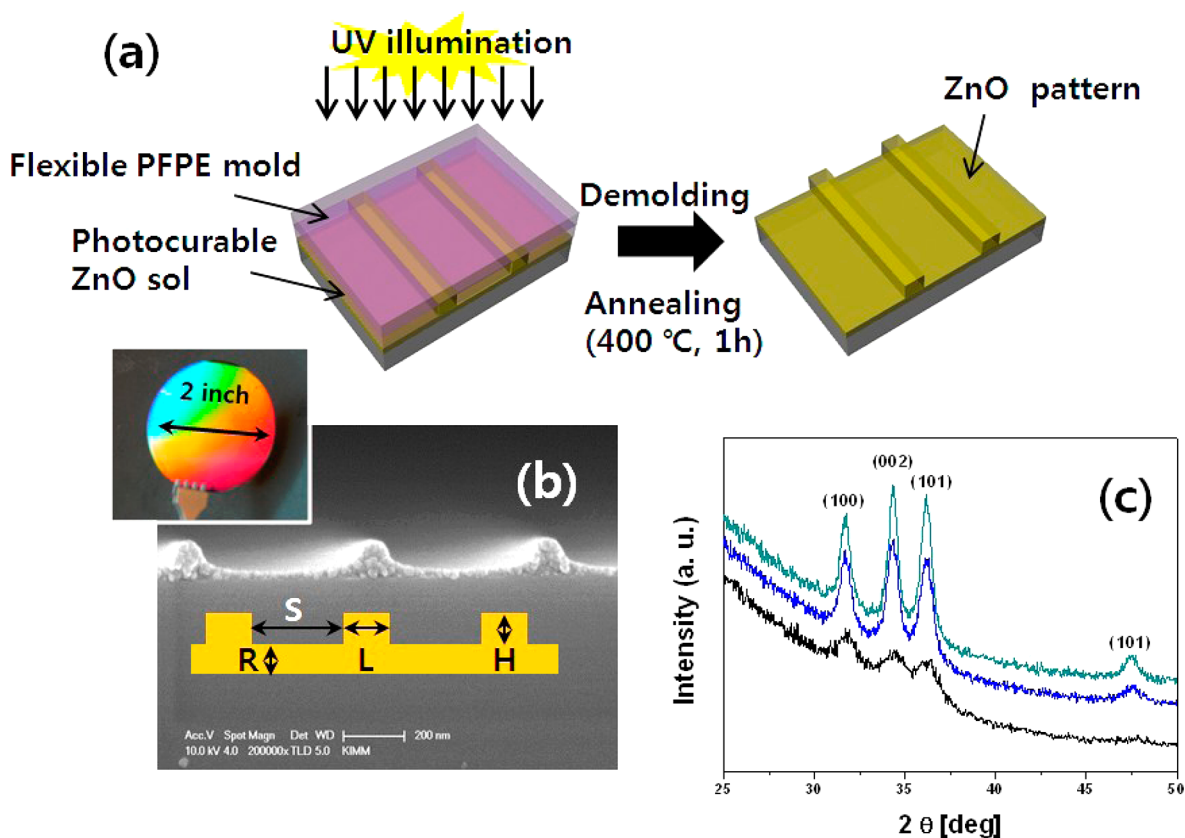 (a)
UV illumination
Flexible PFPE mold
Photocurable
ZnO sol
Demolding
Annealing
(400 ℃, 1h)
ZnO pattern
2 inch
(b)
S
R
L
H
Acc.V Spot Magn Det WD
10.0 kV 4.0 200000x TLD 5.0 KIMM
200 nm
(c)
(100)
(002)
(101)
(101)
Intensity (a. u.)
25 30 35 40 45 50
2 θ [deg]